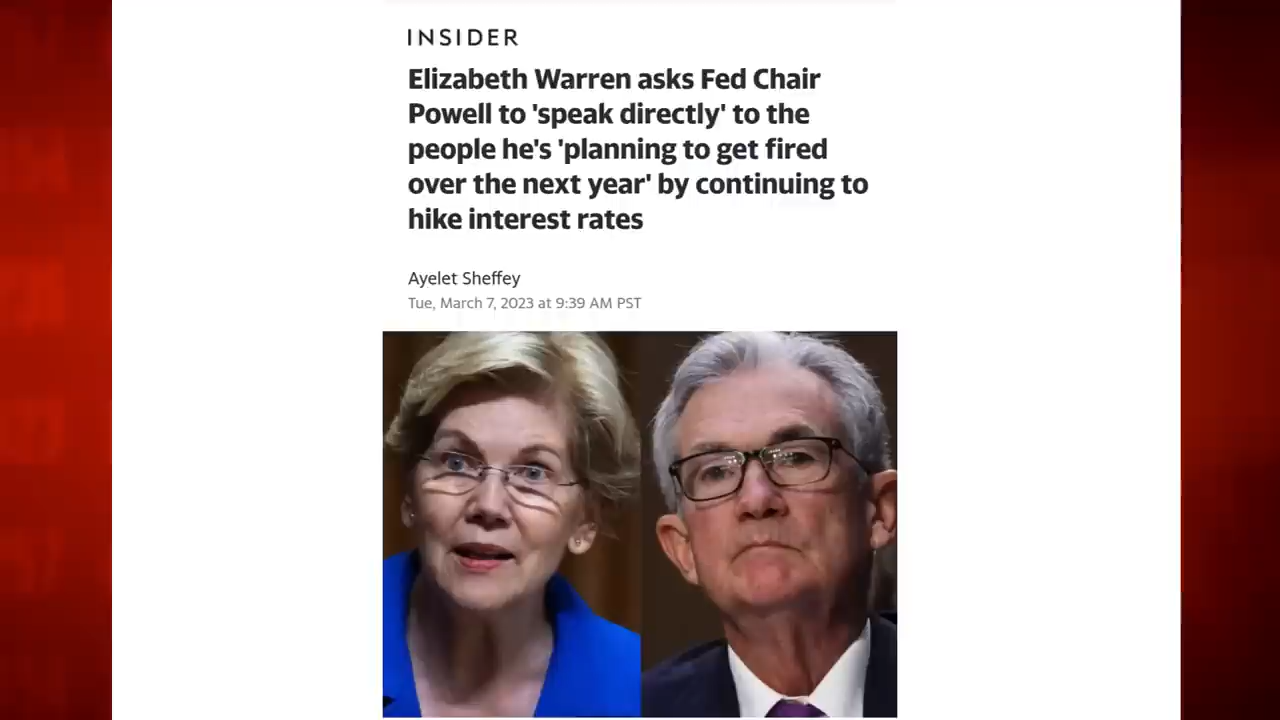 INSIDER
Elizabeth Warren asks Fed Chair
Powell to 'speak directly' to the
people he's 'planning to get fired
over the next year' by continuing to
hike interest rates
Ayelet Sheffey
Tue, March 7, 2023 at 9:39 AM PST